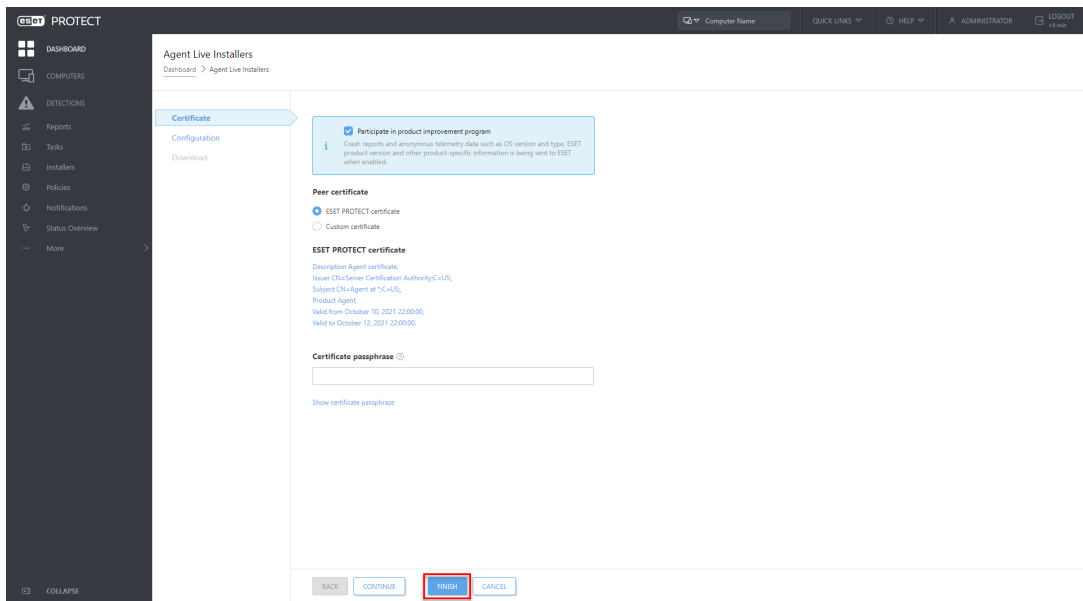 eset PROTECT
Computer Name
QUICK LINKS
HELP
ADMINISTRATOR
LOGOUT
>9 min
DASHBOARD
COMPUTERS
DETECTIONS
Reports
Tasks
Installers
Policies
Notifications
Status Overview
More
COLLAPSE
Agent Live Installers
Dashboard > Agent Live Installers
Certificate
Configuration
Download
Participate in product improvement program
Crash reports and anonymous telemetry data such as OS version and type, ESET
product version and other product-specific information is being sent to ESET
when enabled.
Peer certificate
ESET PROTECT certificate
Custom certificate
ESET PROTECT certificate
Description Agent certificate,
Issuer CN=Server Certification Authority;C=US;,
Subject CN=Agent at *;C=US;,
Product Agent,
Valid from October 10, 2021 22:00:00,
Valid to October 12, 2031 22:00:00.
Certificate passphrase
Show certificate passphrase
BACK
CONTINUE
FINISH
CANCEL